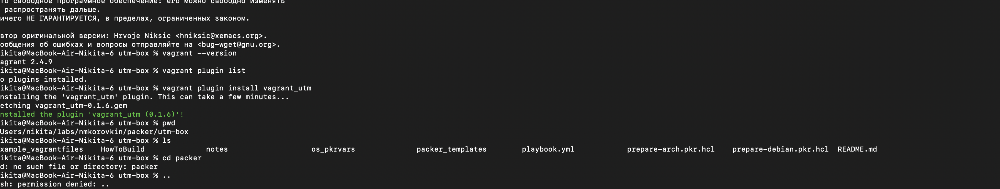 то свободное программное обеспечение: его можно свободно изменять
распространять дальше.
ичего НЕ ГАРАНТИРУЕТСЯ, в пределах, ограниченных законом.
втор оригинальной версии: Hrvoje Niksic <hniksic@xemacs.org>.
ообщения об ошибках и вопросы отправляйте на <bug-wget@gnu.org>.
ikita@MacBook-Air-Nikita-6 utm-box % vagrant --version
agrant 2.4.9
ikita@MacBook-Air-Nikita-6 utm-box % vagrant plugin list
o plugins installed.
ikita@MacBook-Air-Nikita-6 utm-box % vagrant plugin install vagrant_utm
nstalling the 'vagrant_utm' plugin. This can take a few minutes...
etching vagrant_utm-0.1.6.gem
nstalled the plugin 'vagrant_utm (0.1.6)'!
ikita@MacBook-Air-Nikita-6 utm-box % pwd
Users/nikita/labs/nmkorovkin/packer/utm-box
ikita@MacBook-Air-Nikita-6 utm-box % ls
xample_vagrantfiles HowToBuild notes os_pkrvars packer_templates playbook.yml prepare-arch.pkr.hcl prepare-debian.pkr.hcl README.md
ikita@MacBook-Air-Nikita-6 utm-box % cd packer
d: no such file or directory: packer
ikita@MacBook-Air-Nikita-6 utm-box % ..
sh: permission denied: ..